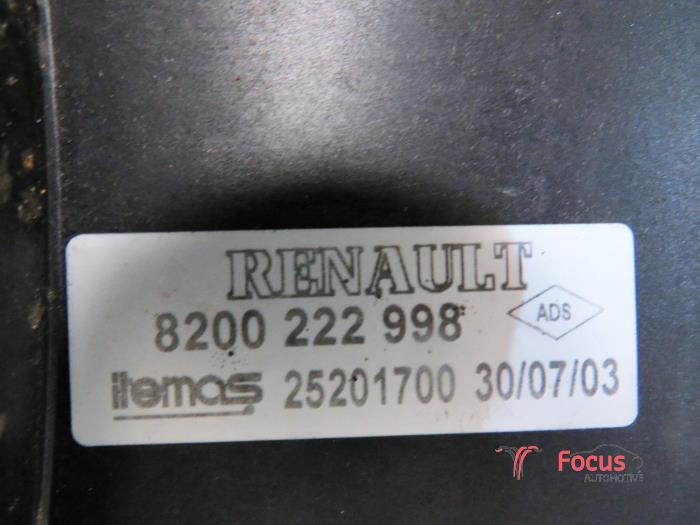 RENAULT
8200 222 998 ADS
itemas 25201700 30/07/03
Focus
AUTOMOTIVE